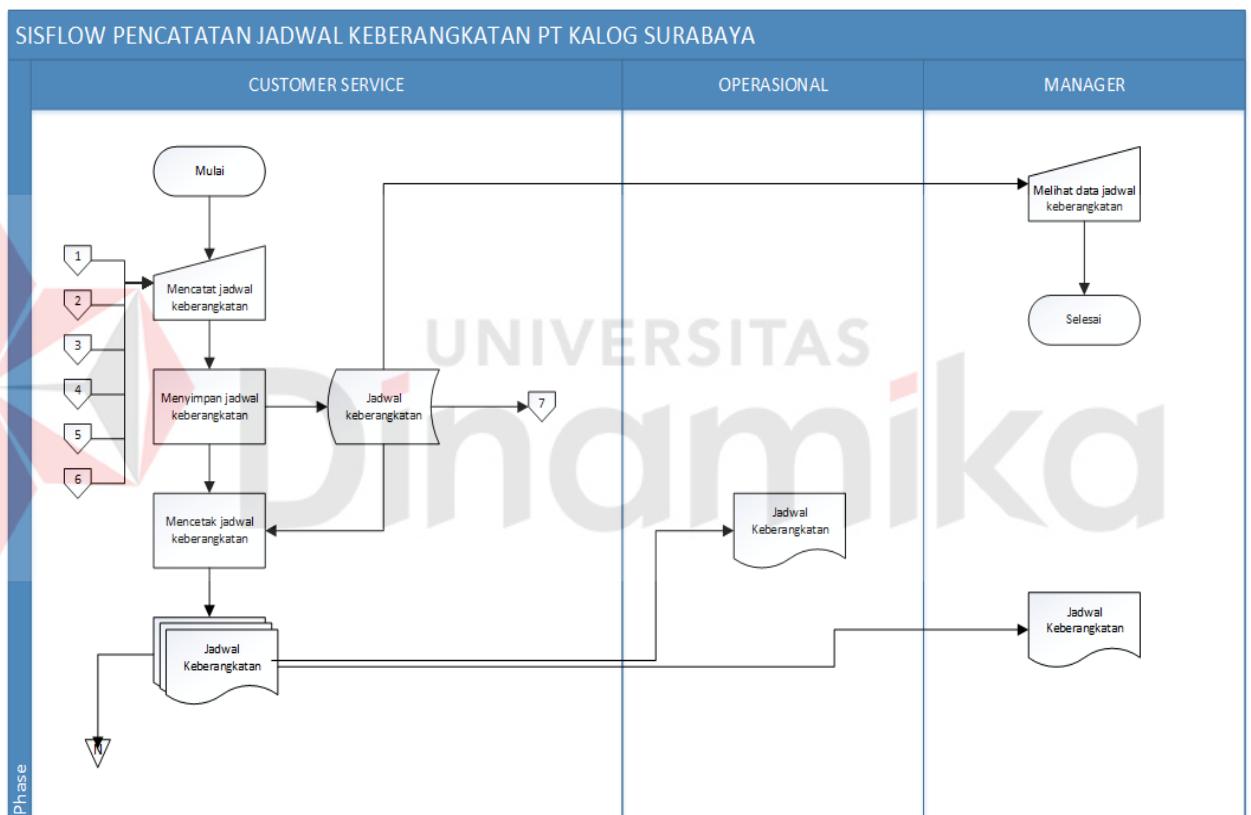 SISFLOW PENCATATAN JADWAL KEBERANGKATAN PT KALOG SURABAYA
CUSTOMER SERVICE
OPERASIONAL
MANAGER
Mulai
Melihat data jadwal
keberangkatan
1
Mencatat jadwal
keberangkatan
2
Selesai
3
UNIVERSITAS
Dinamika
4
Menyimpan jadwal
keberangkatan
Jadwal
keberangkatan
7
5
6
Mencetak jadwal
keberangkatan
Jadwal
Keberangkatan
Jadwal
Keberangkatan
Jadwal
Keberangkatan
N
Phase